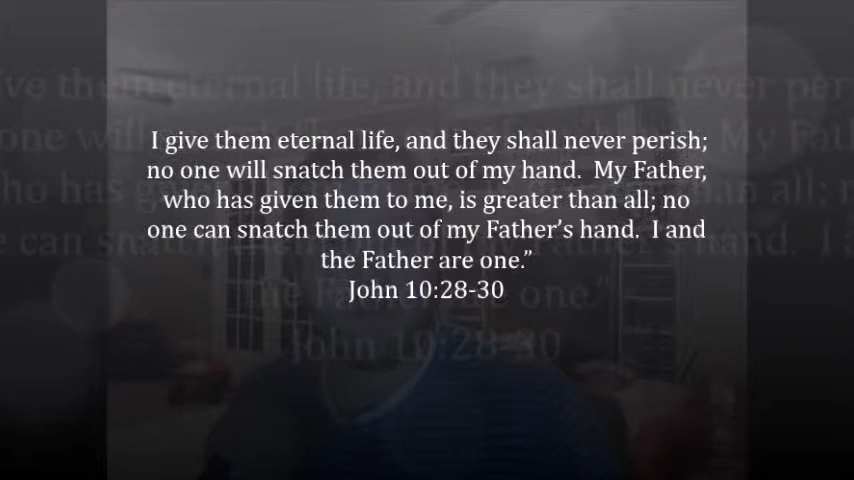 I give them eternal life, and they shall never perish;
no one will snatch them out of my hand.  My Father,
who has given them to me, is greater than all; no
one can snatch them out of my Father’s hand.  I and
the Father are one.”
John 10:28-30